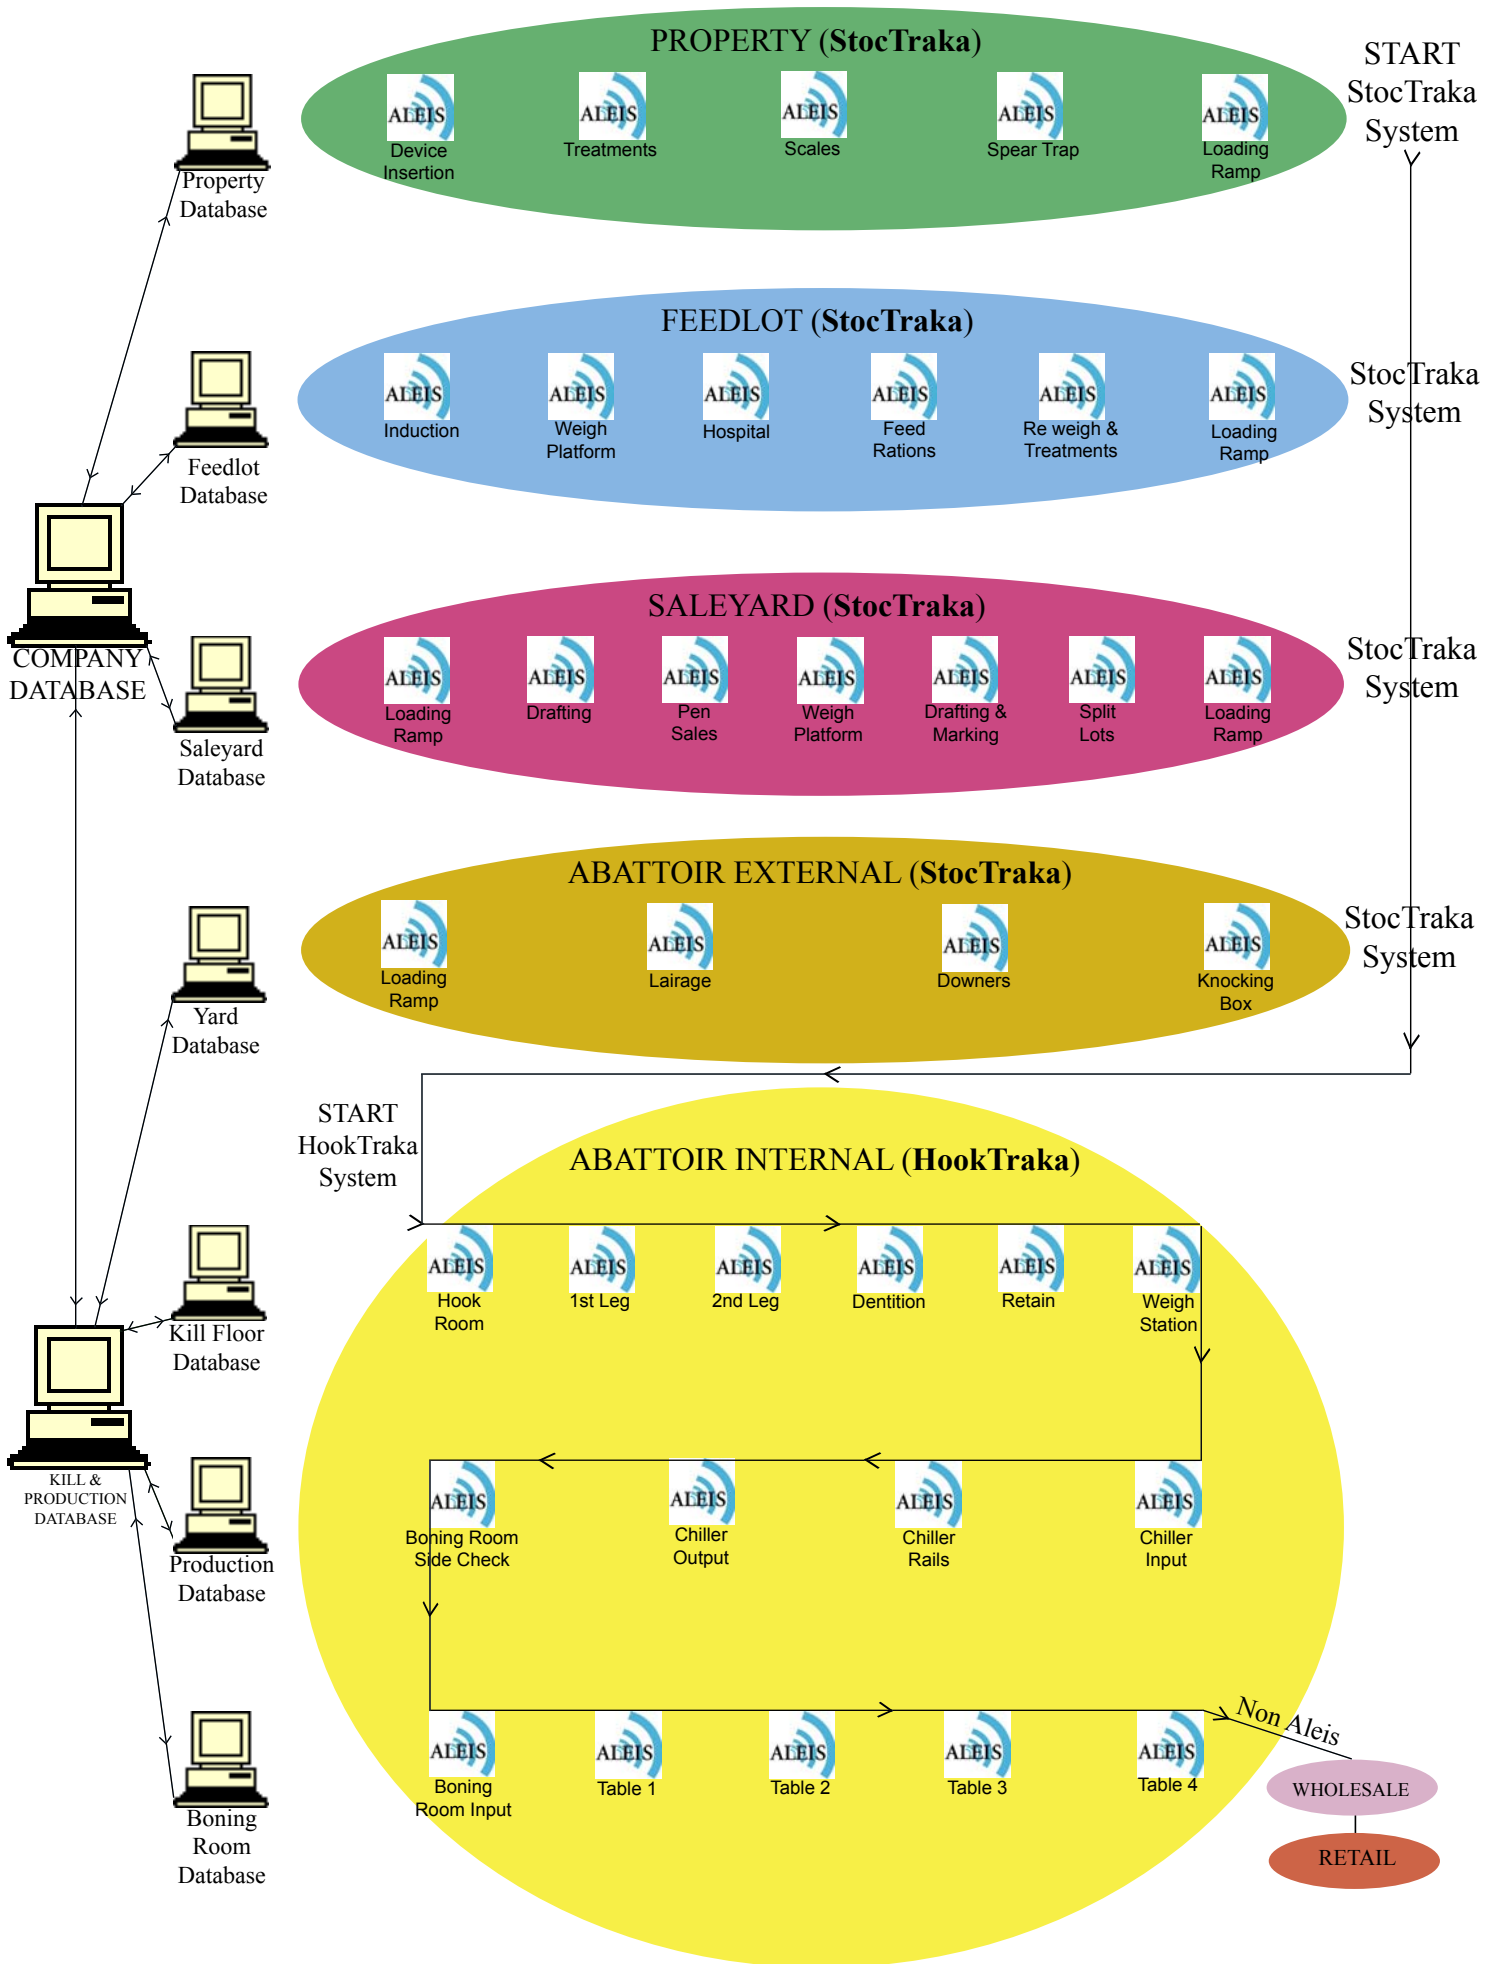 PROPERTY (StocTraka)
START
StocTraka
System
ALEIS
ALEIS
ALEIS
ALEIS
ALEIS
Device
Insertion
Treatments
Scales
Spear Trap
Loading
Ramp
Property
Database
FEEDLOT (StocTraka)
StocTraka
System
ALEIS
ALEIS
ALEIS
ALEIS
ALEIS
ALEIS
Induction
Weigh
Platform
Hospital
Feed
Rations
Re weigh &
Treatments
Loading
Ramp
Feedlot
Database
COMPANY
DATABASE
SALEYARD (StocTraka)
StocTraka
System
ALEIS
ALEIS
ALEIS
ALEIS
ALEIS
ALEIS
ALEIS
Loading
Ramp
Drafting
Pen
Sales
Weigh
Platform
Drafting &
Marking
Split
Lots
Loading
Ramp
Saleyard
Database
ABATTOIR EXTERNAL (StocTraka)
StocTraka
System
ALEIS
ALEIS
ALEIS
ALEIS
Loading
Ramp
Lairage
Downers
Knocking
Box
Yard
Database
START
HookTraka
System
ABATTOIR INTERNAL (HookTraka)
ALEIS
ALEIS
ALEIS
ALEIS
ALEIS
ALEIS
Hook
Room
1st Leg
2nd Leg
Dentition
Retain
Weigh
Station
Kill Floor
Database
KILL &
PRODUCTION
DATABASE
ALEIS
ALEIS
ALEIS
ALEIS
Boning Room
Side Check
Chiller
Output
Chiller
Rails
Chiller
Input
Production
Database
ALEIS
ALEIS
ALEIS
ALEIS
ALEIS
Boning
Room Input
Table 1
Table 2
Table 3
Table 4
Non Aleis
WHOLESALE
RETAIL
Boning
Room
Database